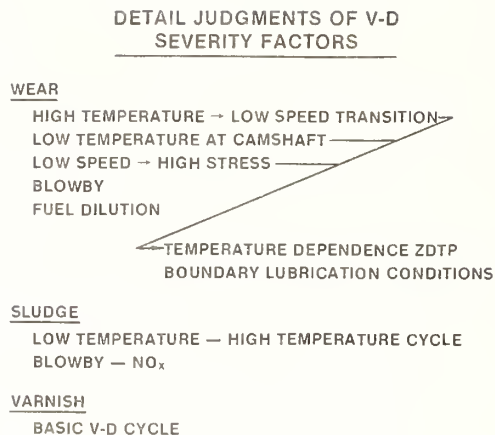 DETAIL JUDGMENTS OF V-D
SEVERITY FACTORS
WEAR
HIGH TEMPERATURE → LOW SPEED TRANSITION
LOW TEMPERATURE AT CAMSHAFT
LOW SPEED → HIGH STRESS
BLOWBY
FUEL DILUTION
TEMPERATURE DEPENDENCE ZDTP
BOUNDARY LUBRICATION CONDITIONS
SLUDGE
LOW TEMPERATURE — HIGH TEMPERATURE CYCLE
BLOWBY — NOx
VARNISH
BASIC V-D CYCLE